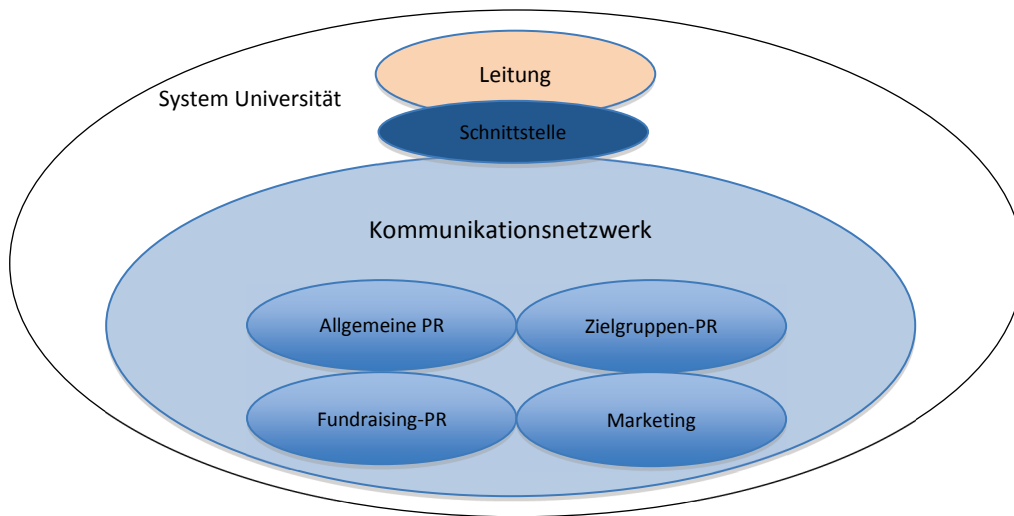 Leitung
System Universität
Schnittstelle
Kommunikationsnetzwerk
Allgemeine PR
Zielgruppen-PR
Fundraising-PR
Marketing